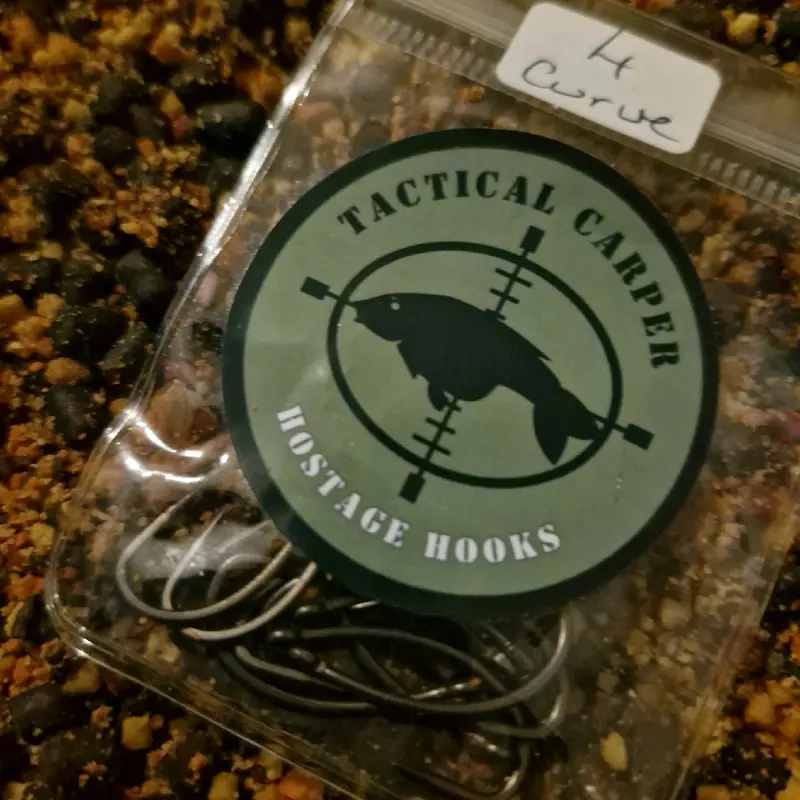 4
Curve
TACTICAL CARPER
HOSTAGE HOOKS